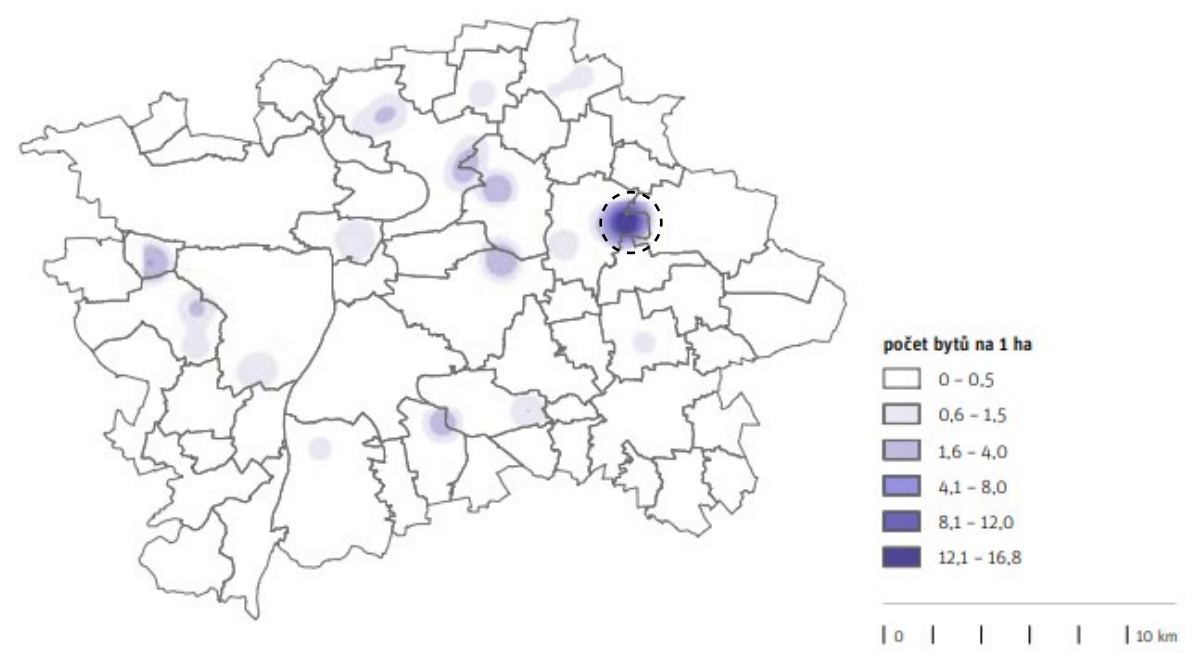 počet bytů na 1 ha
0 – 0,5
0,6 – 1,5
1,6 – 4,0
4,1 – 8,0
8,1 – 12,0
12,1 – 16,8
0 10 km